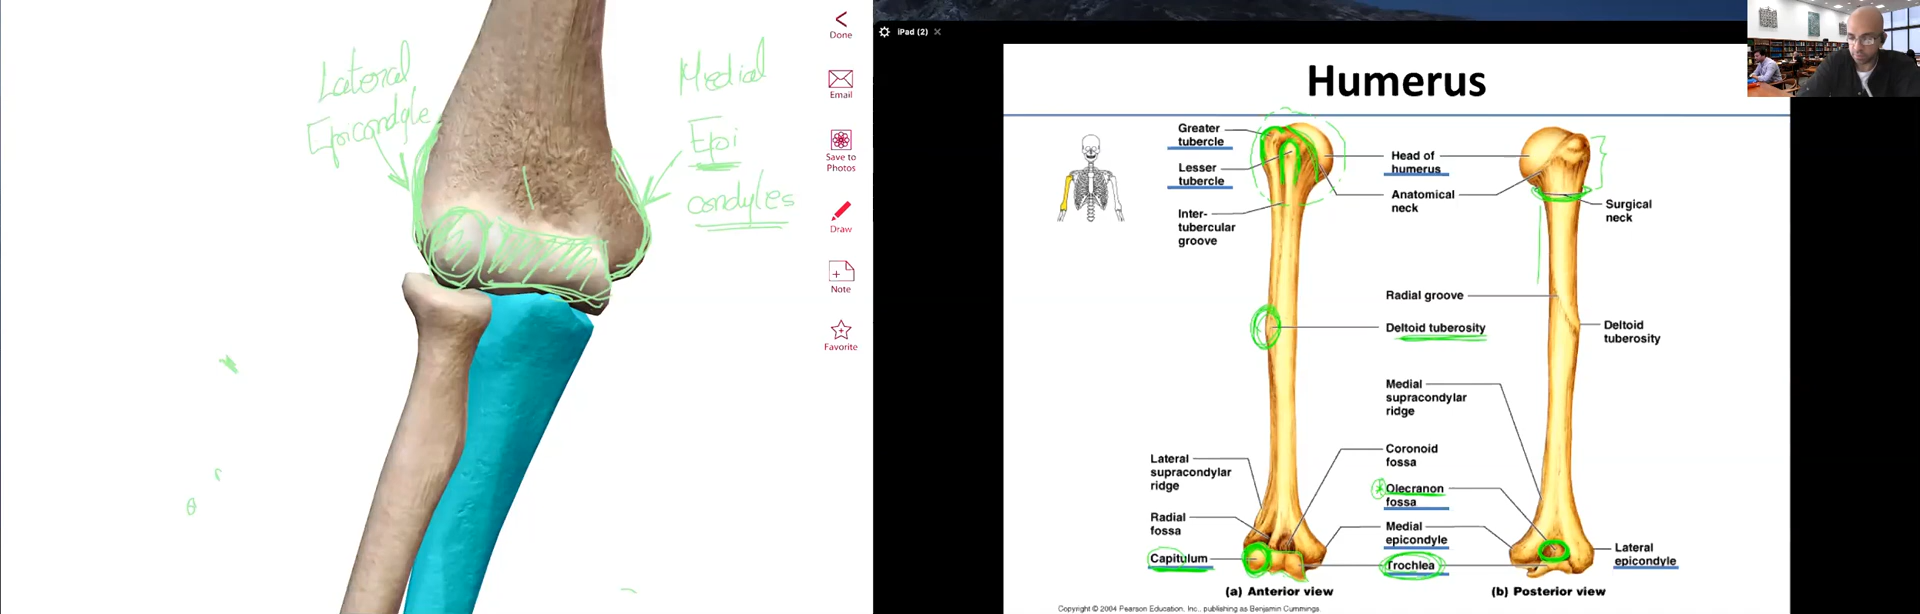 Lateral
Epicondyle
Medial
Epi
condyles
Done
Email
Save to
Photos
Draw
Note
Favorite
iPad (2)
Humerus
Greater
tubercle
Lesser
tubercle
Inter-
tubercular
groove
Head of
humerus
Anatomical
neck
Surgical
neck
Radial groove
Deltoid tuberosity
Deltoid
tuberosity
Medial
supracondylar
ridge
Lateral
supracondylar
ridge
Coronoid
fossa
Olecranon
fossa
Radial
fossa
Medial
epicondyle
Capitulum
Trochlea
Lateral
epicondyle
(a) Anterior view
(b) Posterior view
Copyright © 2004 Pearson Education, Inc., publishing as Benjamin Cummings